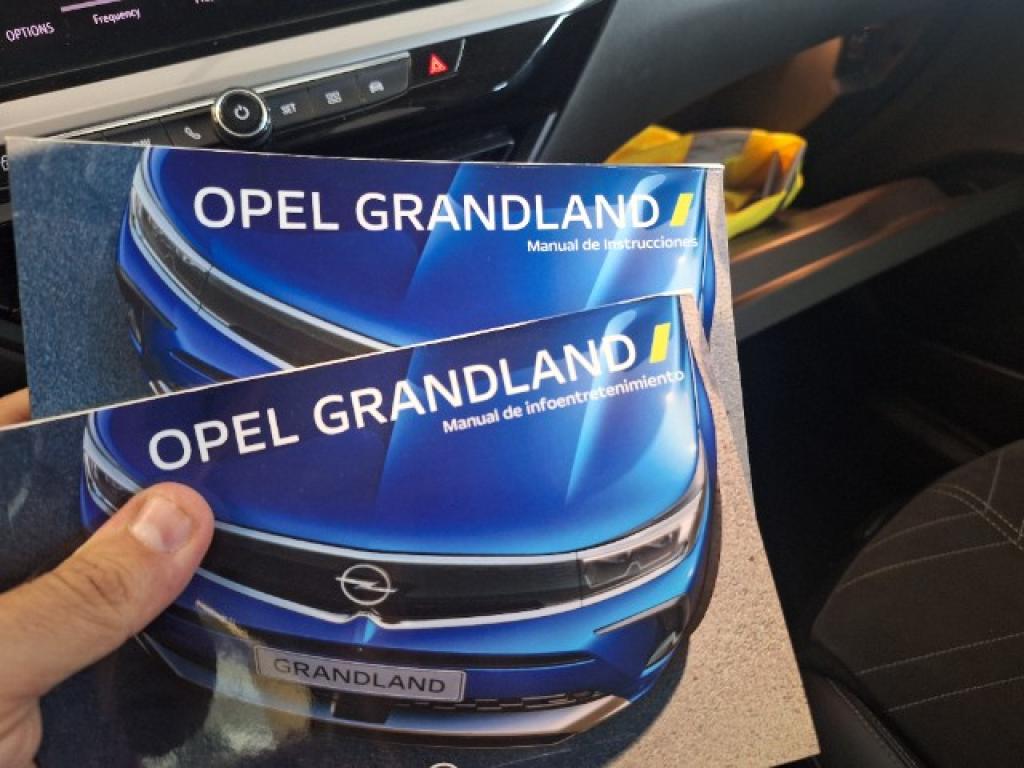 OPTIONS
Frequency
SET
OPEL GRANDLAND
Manual de Instrucciones
OPEL GRANDLAND
Manual de infoentretenimiento
GRANDLAND